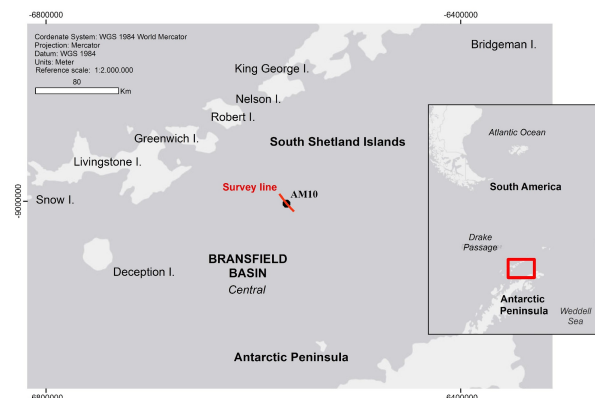 -6800000
-6400000
Cordenate System: WGS 1984 World Mercator
Projection: Mercator
Datum: WGS 1984
Units: Meter
Reference scale: 1:2.000.000
80
Km
Bridgeman I.
King George I.
Nelson I.
Robert I.
Greenwich I.
South Shetland Islands
Livingstone I.
Survey line
AM10
Snow I.
-9000000
BRANSFIELD
BASIN
Central
Deception I.
Antarctic Peninsula
Atlantic Ocean
South America
Drake
Passage
Antarctic
Peninsula
Weddell
Sea
-6800000
-6400000